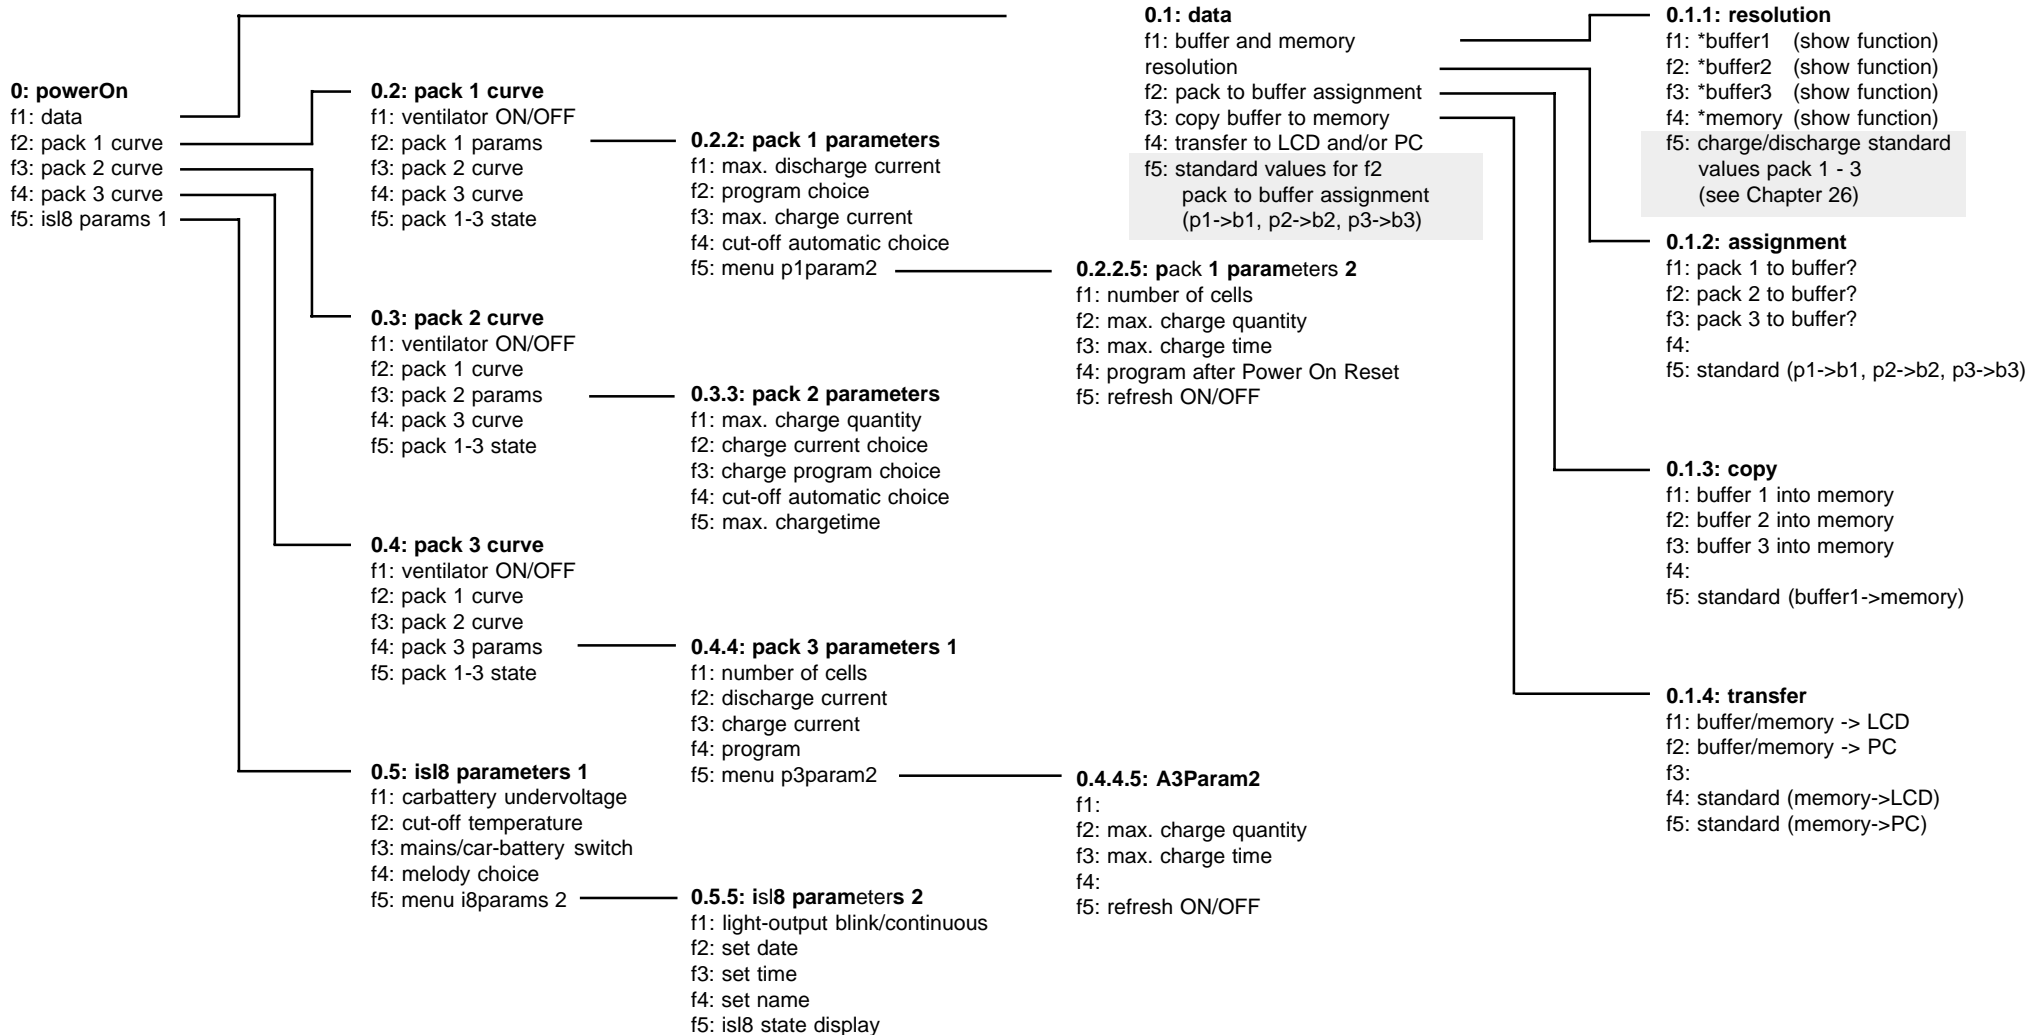 0: powerOn
f1: data
f2: pack 1 curve
f3: pack 2 curve
f4: pack 3 curve
f5: isl8 params 1
0.2: pack 1 curve
f1: ventilator ON/OFF
f2: pack 1 params
f3: pack 2 curve
f4: pack 3 curve
f5: pack 1-3 state
0.3: pack 2 curve
f1: ventilator ON/OFF
f2: pack 1 curve
f3: pack 2 params
f4: pack 3 curve
f5: pack 1-3 state
0.4: pack 3 curve
f1: ventilator ON/OFF
f2: pack 1 curve
f3: pack 2 curve
f4: pack 3 params
f5: pack 1-3 state
0.5: isl8 parameters 1
f1: carbattery undervoltage
f2: cut-off temperature
f3: mains/car-battery switch
f4: melody choice
f5: menu i8params 2
0.2.2: pack 1 parameters
f1: max. discharge current
f2: program choice
f3: max. charge current
f4: cut-off automatic choice
f5: menu p1param2
0.3.3: pack 2 parameters
f1: max. charge quantity
f2: charge current choice
f3: charge program choice
f4: cut-off automatic choice
f5: max. chargetime
0.4.4: pack 3 parameters 1
f1: number of cells
f2: discharge current
f3: charge current
f4: program
f5: menu p3param2
0.5.5: isl8 parameters 2
f1: light-output blink/continuous
f2: set date
f3: set time
f4: set name
f5: isl8 state display
0.1: data
f1: buffer and memory
resolution
f2: pack to buffer assignment
f3: copy buffer to memory
f4: transfer to LCD and/or PC
f5: standard values for f2
pack to buffer assignment
(p1->b1, p2->b2, p3->b3)
0.2.2.5: pack 1 parameters 2
f1: number of cells
f2: max. charge quantity
f3: max. charge time
f4: program after Power On Reset
f5: refresh ON/OFF
0.4.4.5: A3Param2
f1:
f2: max. charge quantity
f3: max. charge time
f4:
f5: refresh ON/OFF
0.1.1: resolution
f1: *buffer1 (show function)
f2: *buffer2 (show function)
f3: *buffer3 (show function)
f4: *memory (show function)
f5: charge/discharge standard
values pack 1 - 3
(see Chapter 26)
0.1.2: assignment
f1: pack 1 to buffer?
f2: pack 2 to buffer?
f3: pack 3 to buffer?
f4:
f5: standard (p1->b1, p2->b2, p3->b3)
0.1.3: copy
f1: buffer 1 into memory
f2: buffer 2 into memory
f3: buffer 3 into memory
f4:
f5: standard (buffer1->memory)
0.1.4: transfer
f1: buffer/memory -> LCD
f2: buffer/memory -> PC
f3:
f4: standard (memory->LCD)
f5: standard (memory->PC)